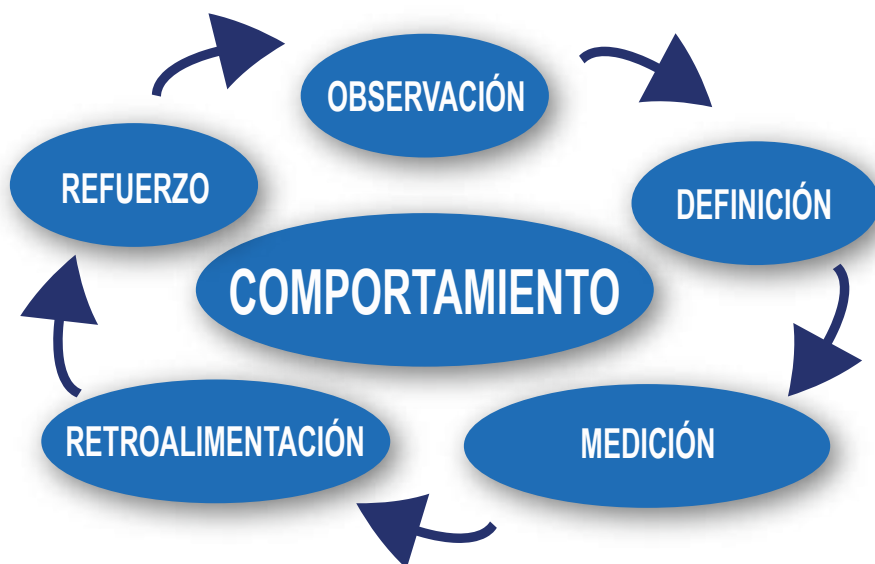 OBSERVACIÓN
REFUERZO
DEFINICIÓN
COMPORTAMIENTO
RETROALIMENTACIÓN
MEDICIÓN